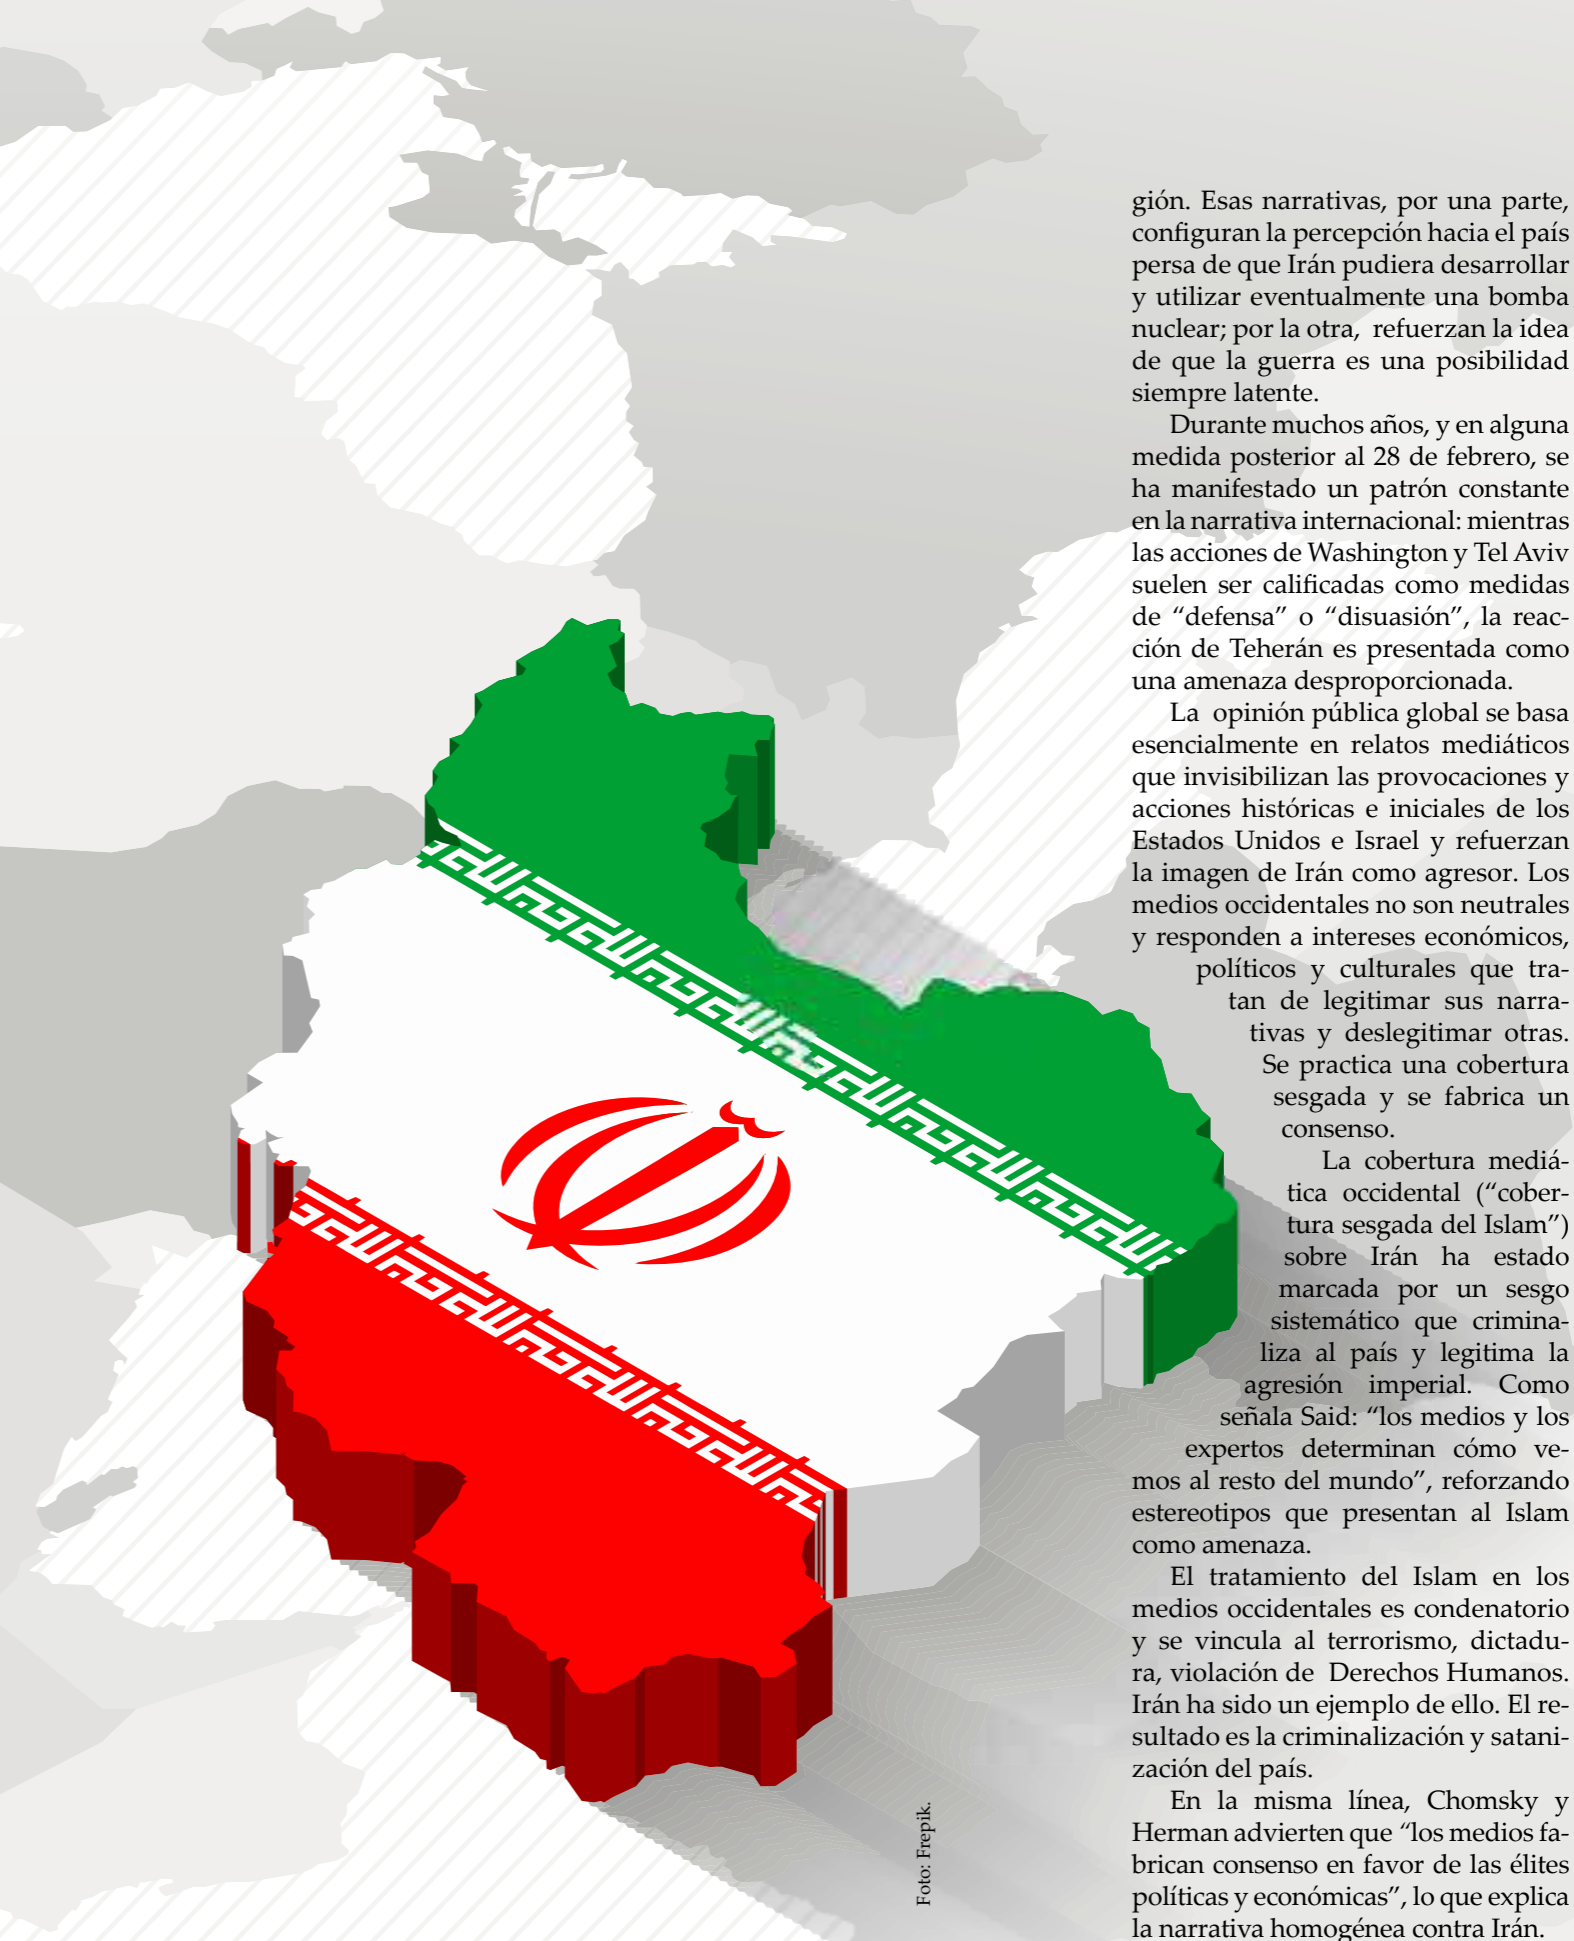 gión. Esas narrativas, por una parte,
configuran la percepción hacia el país
persa de que Irán pudiera desarrollar
y utilizar eventualmente una bomba
nuclear; por la otra, refuerzan la idea
de que la guerra es una posibilidad
siempre latente.
Durante muchos años, y en alguna
medida posterior al 28 de febrero, se
ha manifestado un patrón constante
en la narrativa internacional: mientras
las acciones de Washington y Tel Aviv
suelen ser calificadas como medidas
de “defensa” o “disuasión”, la reac-
ción de Teherán es presentada como
una amenaza desproporcionada.
La opinión pública global se basa
esencialmente en relatos mediáticos
que invisibilizan las provocaciones y
acciones históricas e iniciales de los
Estados Unidos e Israel y refuerzan
la imagen de Irán como agresor. Los
medios occidentales no son neutrales
y responden a intereses económicos,
políticos y culturales que tra-
tan de legitimar sus narra-
tivas y deslegitimar otras.
Se practica una cobertura
sesgada y se fabrica un
consenso.
La cobertura mediá-
tica occidental (“cober-
tura sesgada del Islam”)
sobre Irán ha estado
marcada por un sesgo
sistemático que crimina-
liza al país y legitima la
agresión imperial. Como
señala Said: “los medios y los
expertos determinan cómo ve-
mos al resto del mundo”, reforzando
estereotipos que presentan al Islam
como amenaza.
El tratamiento del Islam en los
medios occidentales es condenatorio
y se vincula al terrorismo, dictadu-
ra, violación de Derechos Humanos.
Irán ha sido un ejemplo de ello. El re-
sultado es la criminalización y satani-
zación del país.
En la misma línea, Chomsky y
Herman advierten que “los medios fa-
brican consenso en favor de las élites
políticas y económicas”, lo que explica
la narrativa homogénea contra Irán.
Foto: Frepik.